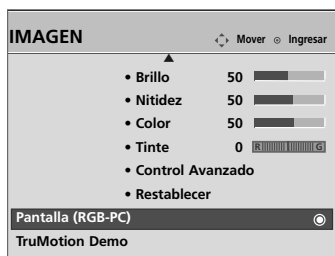 IMAGEN Mover Ingresar
• Brillo 50
• Nitidez 50
• Color 50
• Tinte 0 R G
• Control Avanzado
• Restablecer
Pantalla (RGB-PC)
TruMotion Demo